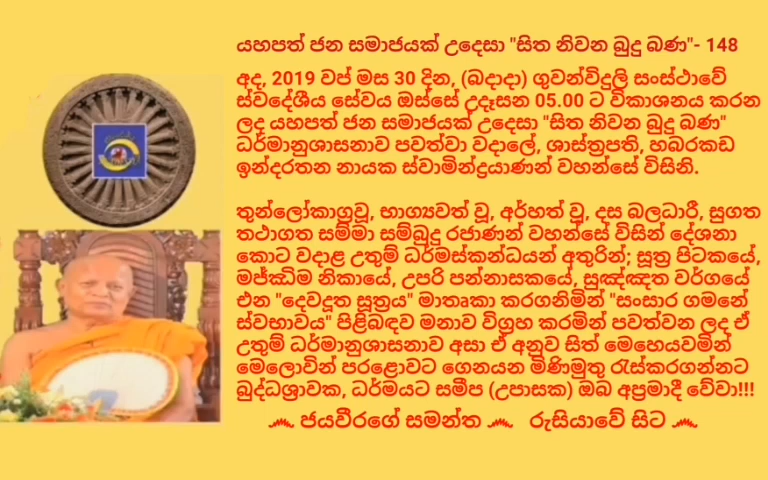 යහපත් ජන සමාජයක් උදෙසා "සිත නිවන බුදු බණ"- 148
අද, 2019 වප් මස 30 දින, (බදාදා) ගුවන්විදුලි සංස්ථාවේ
ස්වදේශීය සේවය ඔස්සේ උදෑසන 05.00 ට විකාශනය කරන
ලද යහපත් ජන සමාජයක් උදෙසා "සිත නිවන බුදු බණ"
ධර්මානුශාසනාව පවත්වා වදාලේ, ශාස්ත්‍රපති, හබරකඩ
ඉන්දරතන නායක ස්වාමින්ද්‍රයාණන් වහන්සේ විසිනි.
තුන්ලෝකාග්‍රවූ, භාග්‍යවත් වූ, අර්හත් වූ, දස බලධාරී, සුගත
තථාගත සම්මා සම්බුදු රජාණන් වහන්සේ විසින් දේශනා
කොට වදාළ උතුම් ධර්මස්කන්ධයන් අතුරින්; සූත්‍ර පිටකයේ,
මජ්ඣිම නිකායේ, උපරි පන්නාසකයේ, සුඤ්ඤත වර්ගයේ
එන "දෙවදූත සූත්‍රය" මාතෘකා කරගනිමින් "සංසාර ගමනේ
ස්වභාවය" පිළිබඳව මනාව විග්‍රහ කරමින් පවත්වන ලද ඒ
උතුම් ධර්මානුශාසනාව අසා ඒ අනුව සිත් මෙහෙයවමින්
මෙලොවින් පරළොවට ගෙනයන මිණිමුතු රැස්කරගන්නට
බුද්ධශ්‍රාවක, ධර්මයට සමීප (උපාසක) ඔබ අප්‍රමාදී වේවා!!!
ජයවීරගේ සමන්ත රුසියාවේ සිට